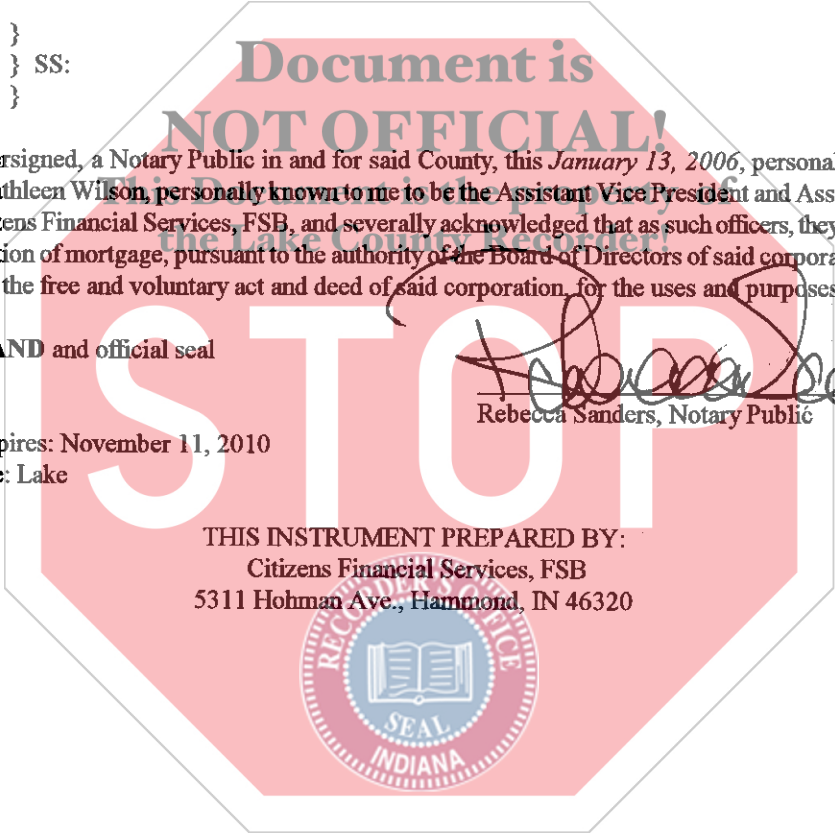 }
} SS:
}
Document is
NOT OFFICIAL!
This Document is the property of
the Lake County Recorder!
rsigned, a Notary Public in and for said County, this January 13, 2006, personal
thleen Wilson, personally known to me to be the Assistant Vice President and Ass
zens Financial Services, FSB, and severally acknowledged that as such officers, they
ion of mortgage, pursuant to the authority of the Board of Directors of said corpora
the free and voluntary act and deed of said corporation, for the uses and purposes
AND and official seal
Rebecca Sanders, Notary Public
pires: November 11, 2010
e: Lake
STOP
THIS INSTRUMENT PREPARED BY:
Citizens Financial Services, FSB
5311 Hohman Ave., Hammond, IN 46320
RECORDER'S OFFICE
SEAL
INDIANA